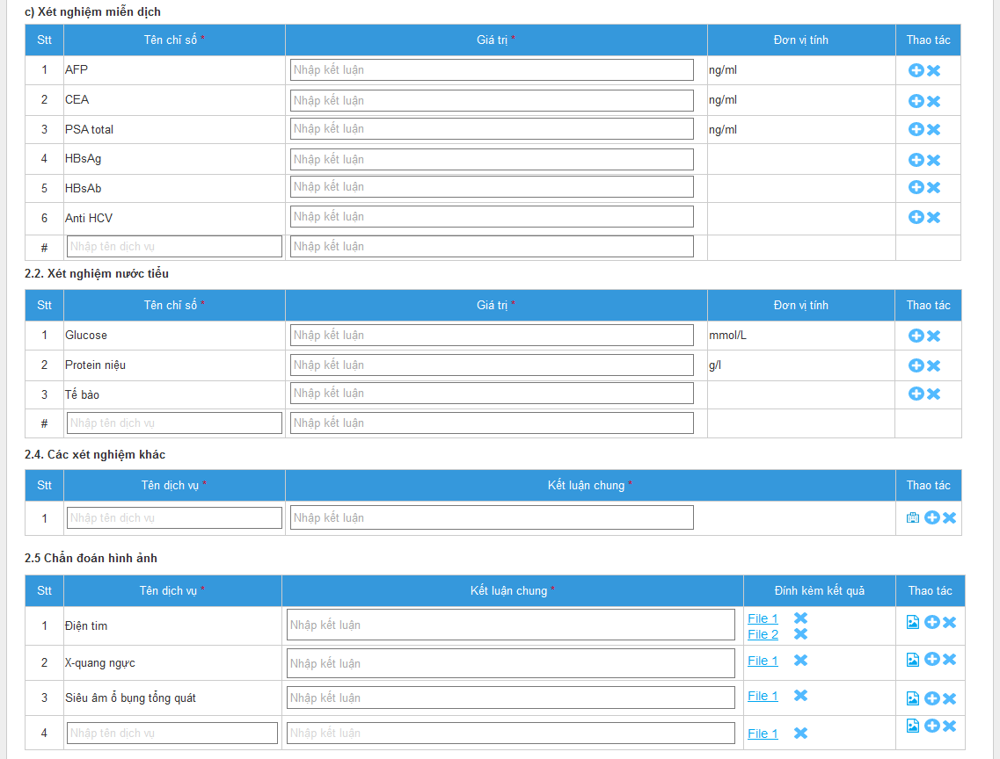 c) Xét nghiệm miễn dịch
Stt Tên chỉ số * Giá trị * Đơn vị tính Thao tác
1 AFP Nhập kết luận ng/ml
2 CEA Nhập kết luận ng/ml
3 PSA total Nhập kết luận ng/ml
4 HBsAg Nhập kết luận
5 HBsAb Nhập kết luận
6 Anti HCV Nhập kết luận
# Nhập tên dịch vụ Nhập kết luận
2.2. Xét nghiệm nước tiểu
Stt Tên chỉ số * Giá trị * Đơn vị tính Thao tác
1 Glucose Nhập kết luận mmol/L
2 Protein niệu Nhập kết luận g/l
3 Tế bào Nhập kết luận
# Nhập tên dịch vụ Nhập kết luận
2.4. Các xét nghiệm khác
Stt Tên dịch vụ * Kết luận chung * Thao tác
1 Nhập tên dịch vụ Nhập kết luận
2.5 Chẩn đoán hình ảnh
Stt Tên dịch vụ * Kết luận chung * Đính kèm kết quả Thao tác
1 Điện tim Nhập kết luận File 1
File 2
2 X-quang ngực Nhập kết luận File 1
3 Siêu âm ổ bụng tổng quát Nhập kết luận File 1
4 Nhập tên dịch vụ Nhập kết luận File 1